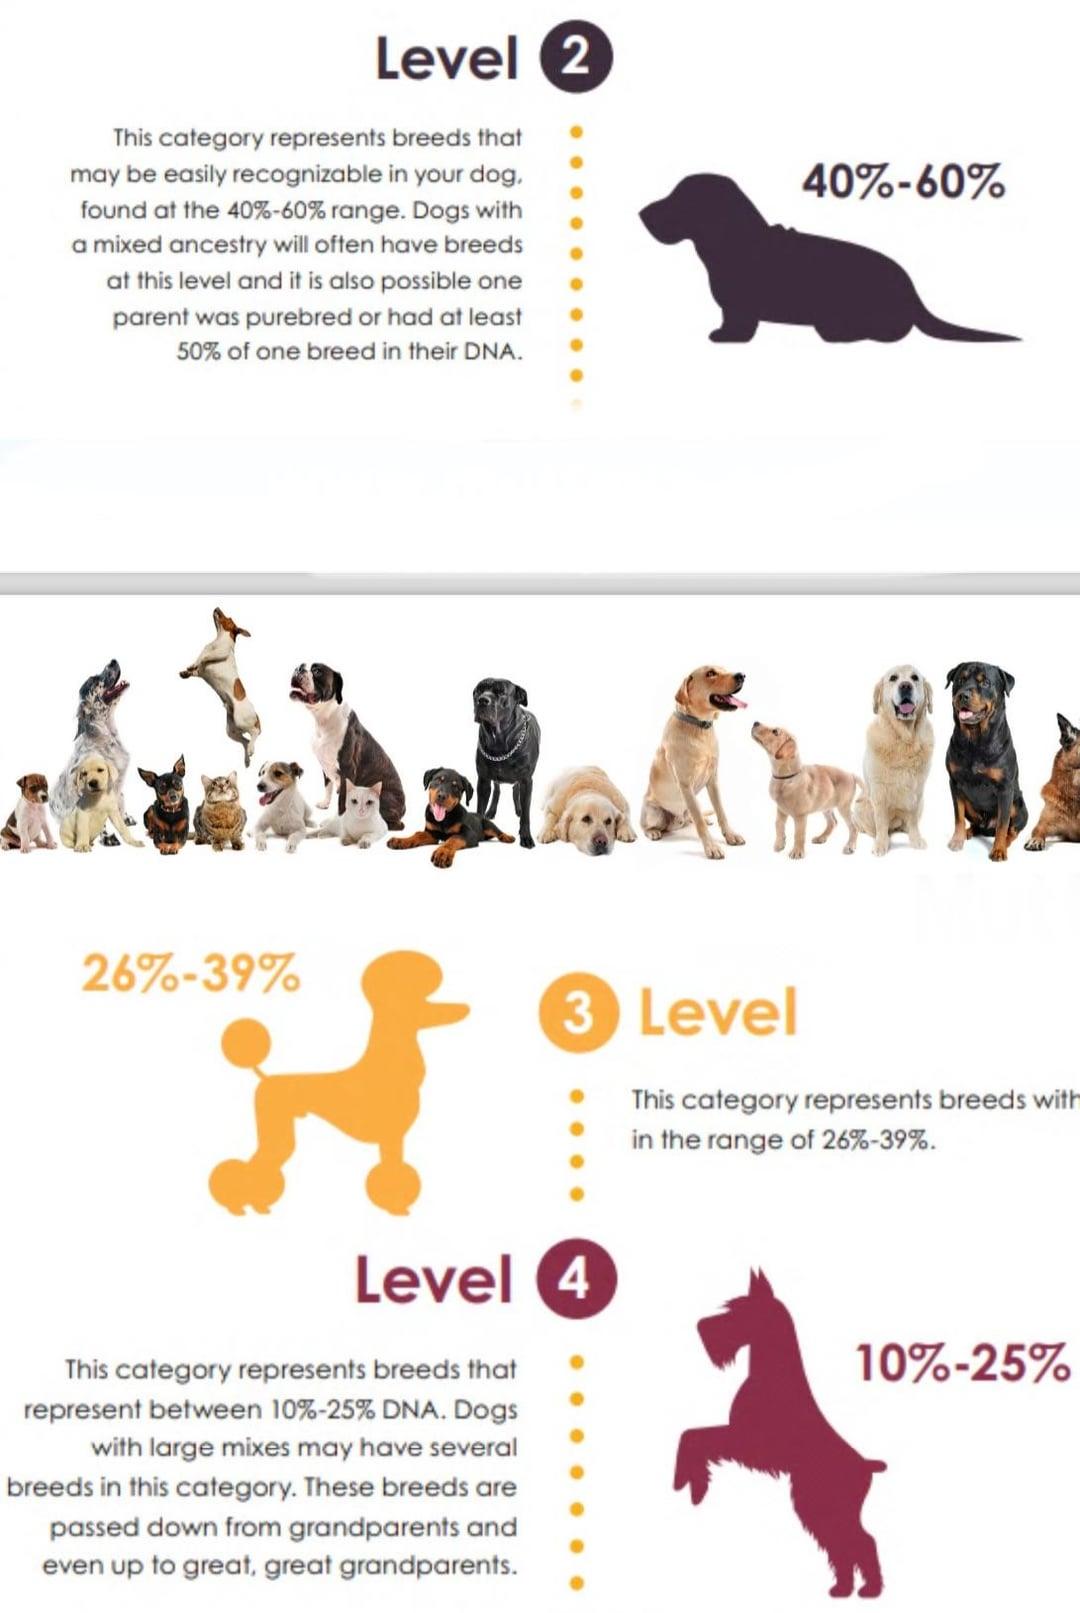 Level 2
This category represents breeds that
may be easily recognizable in your dog,
found at the 40%-60% range. Dogs with
a mixed ancestry will often have breeds
at this level and it is also possible one
parent was purebred or had at least
50% of one breed in their DNA.
40%-60%
26%-39%
3 Level
This category represents breeds with
in the range of 26%-39%.
Level 4
This category represents breeds that
represent between 10%-25% DNA. Dogs
with large mixes may have several
breeds in this category. These breeds are
passed down from grandparents and
even up to great, great grandparents.
10%-25%